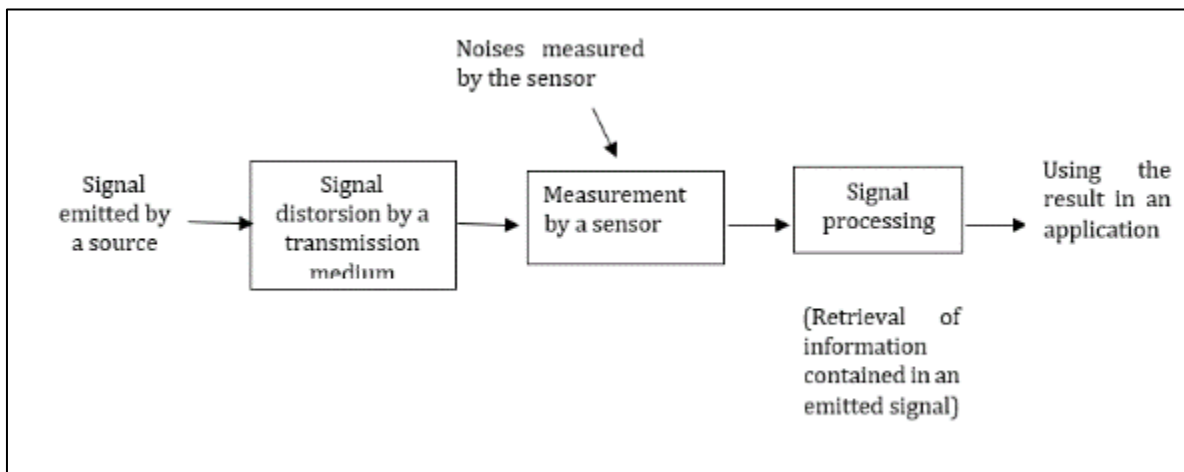 Noises measured
by the sensor
Signal
emitted by
a source
Signal
distorsion by a
transmission
medium
Measurement
by a sensor
Signal
processing
Using the
result in an
application
(Retrieval of
information
contained in an
emitted signal)